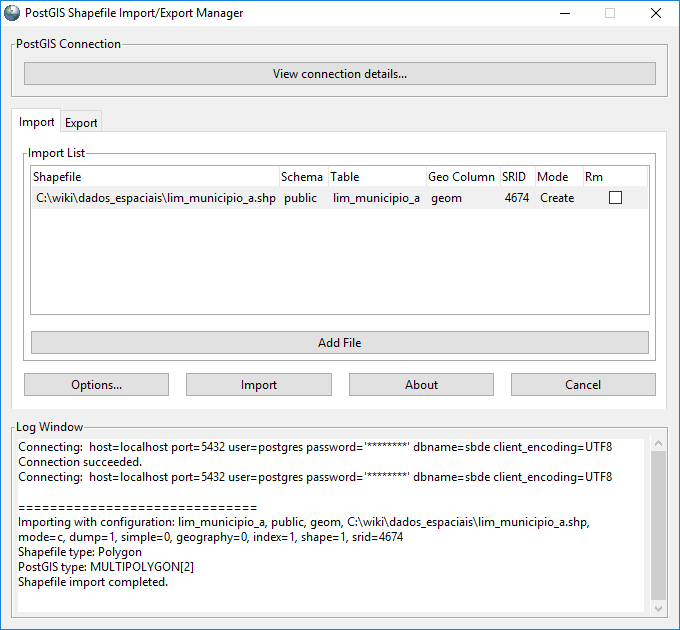 PostGIS Shapefile Import/Export Manager
PostGIS Connection
View connection details...
Import Export
Import List
Shapefile Schema Table Geo Column SRID Mode Rm
C:\wiki\dados_espaciais\lim_municipio_a.shp public lim_municipio_a geom 4674 Create
Add File
Options... Import About Cancel
Log Window
Connecting:  host=localhost port=5432 user=postgres password='********' dbname=sbde client_encoding=UTF8
Connection succeeded.
Connecting:  host=localhost port=5432 user=postgres password='********' dbname=sbde client_encoding=UTF8
==============================
Importing with configuration: lim_municipio_a, public, geom, C:\wiki\dados_espaciais\lim_municipio_a.shp,
mode=c, dump=1, simple=0, geography=0, index=1, shape=1, srid=4674
Shapefile type: Polygon
PostGIS type: MULTIPOLYGON[2]
Shapefile import completed.